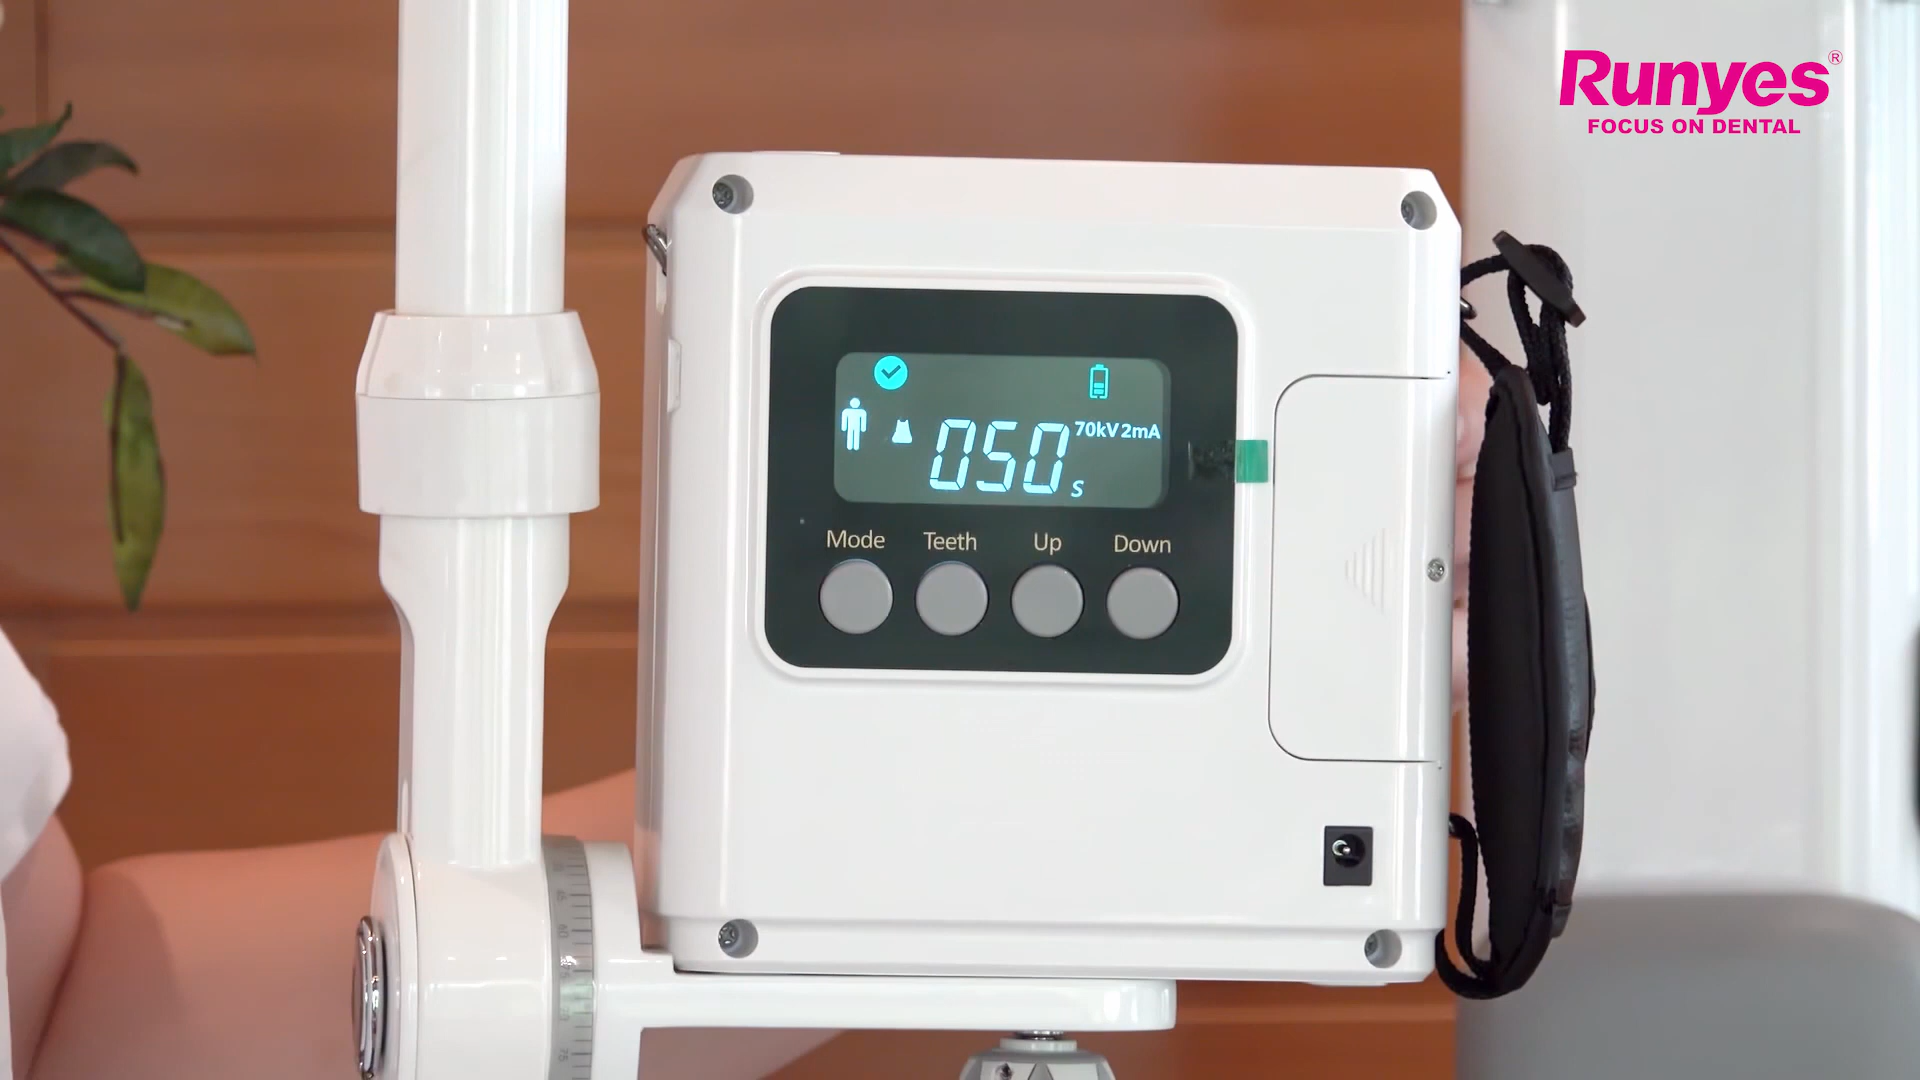 Runyes®
FOCUS ON DENTAL
70kV 2mA
050 s
Mode Teeth Up Down